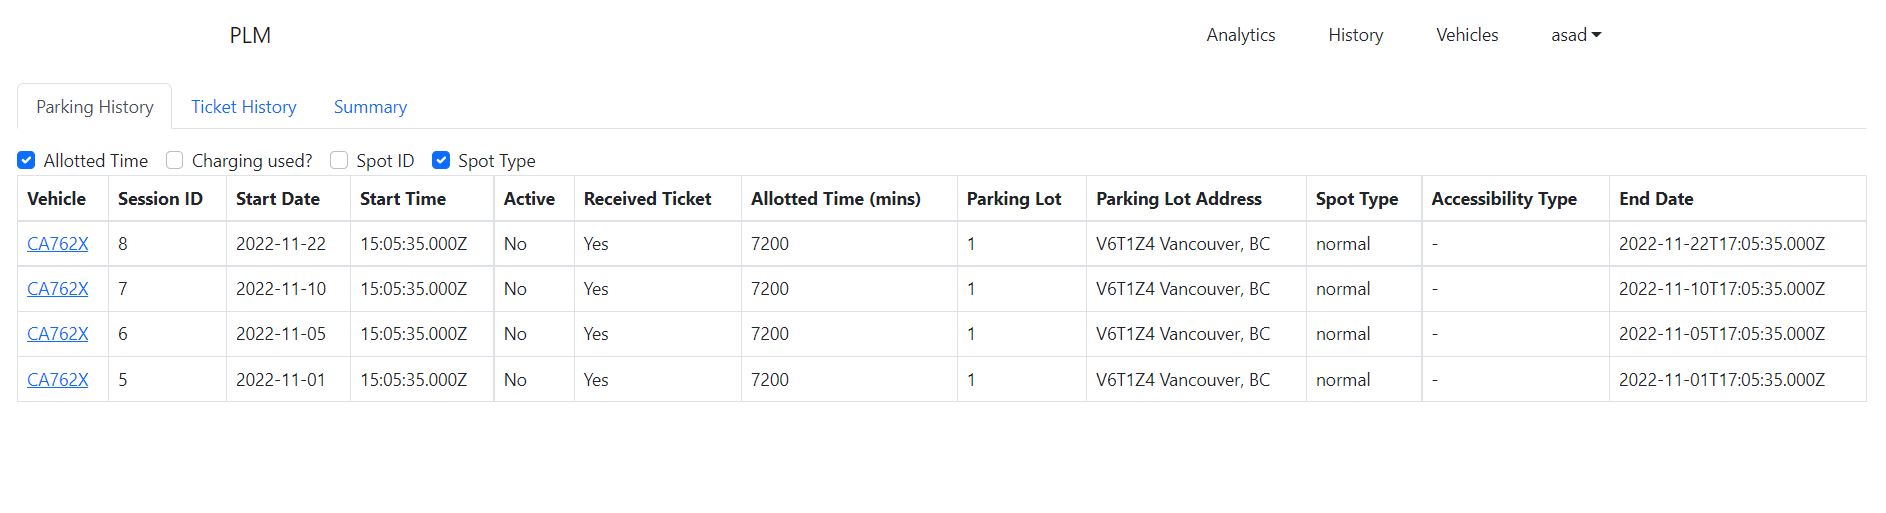 PLM Analytics History Vehicles asad
Parking History Ticket History Summary
Allotted Time Charging used? Spot ID Spot Type
Vehicle Session ID Start Date Start Time Active Received Ticket Allotted Time (mins) Parking Lot Parking Lot Address Spot Type Accessibility Type End Date
CA762X 8 2022-11-22 15:05:35.000Z No Yes 7200 1 V6T1Z4 Vancouver, BC normal - 2022-11-22T17:05:35.000Z
CA762X 7 2022-11-10 15:05:35.000Z No Yes 7200 1 V6T1Z4 Vancouver, BC normal - 2022-11-10T17:05:35.000Z
CA762X 6 2022-11-05 15:05:35.000Z No Yes 7200 1 V6T1Z4 Vancouver, BC normal - 2022-11-05T17:05:35.000Z
CA762X 5 2022-11-01 15:05:35.000Z No Yes 7200 1 V6T1Z4 Vancouver, BC normal - 2022-11-01T17:05:35.000Z